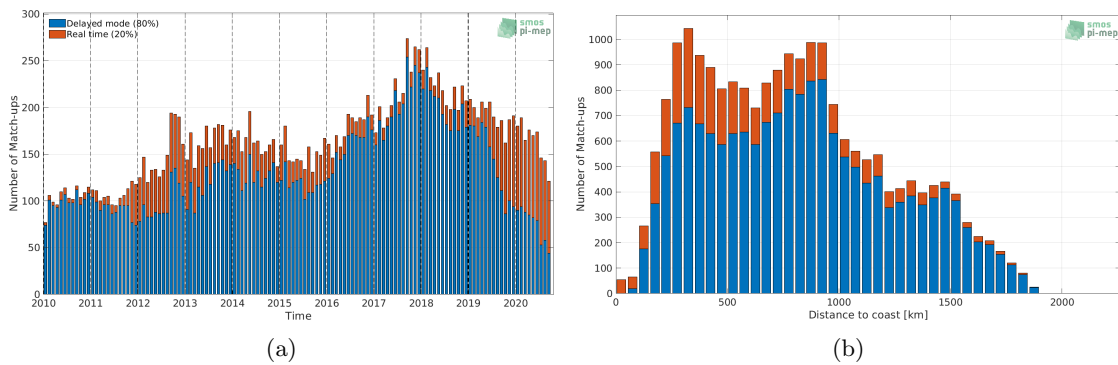 Delayed mode (80%)
Real time (20%)
smos
pi-mep
Number of Match-ups
300
250
200
150
100
50
0
2010 2011 2012 2013 2014 2015 2016 2017 2018 2019 2020
Time
(a)
smos
pi-mep
Number of Match-ups
1000
900
800
700
600
500
400
300
200
100
0
0 500 1000 1500 2000
Distance to coast [km]
(b)